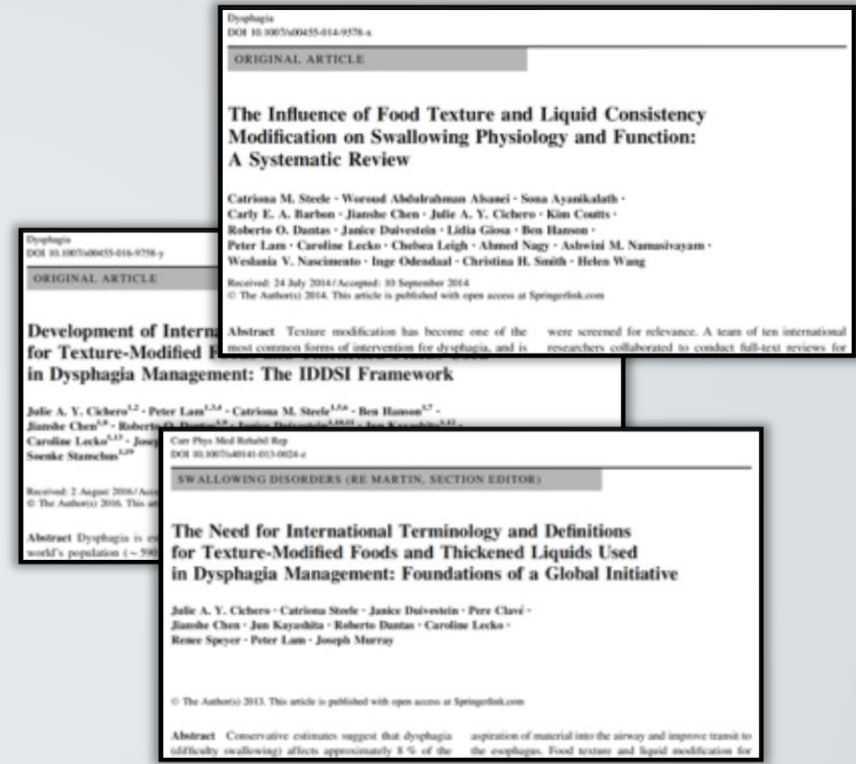 Dysphagia
DOI 10.1007/s00455-014-9578-x
ORIGINAL ARTICLE
The Influence of Food Texture and Liquid Consistency
Modification on Swallowing Physiology and Function:
A Systematic Review
Catriona M. Steele · Woroud Abdulrahman Alsanei · Sona Ayanikalath ·
Carly E. A. Barbon · Jianshe Chen · Julie A. Y. Cichero · Kim Coutts ·
Roberto O. Dantas · Janice Duivestein · Lidia Giosa · Ben Hanson ·
Peter Lam · Caroline Lecko · Chelsea Leigh · Ahmed Nagy · Ashwini M. Namasivayam ·
Weslania V. Nascimento · Inge Odendaal · Christina H. Smith · Helen Wang
Received: 24 July 2014 / Accepted: 10 September 2014
© The Author(s) 2014. This article is published with open access at Springerlink.com
Abstract Texture modification has become one of the
most common forms of intervention for dysphagia, and is
were screened for relevance. A team of ten international
researchers collaborated to conduct full-text reviews for
Dysphagia
DOI 10.1007/s00455-016-9758-y
ORIGINAL ARTICLE
Development of Interna
for Texture-Modified F
in Dysphagia Management: The IDDSI Framework
Julie A. Y. Cichero · Peter Lam · Catriona M. Steele · Ben Hanson ·
Jianshe Chen · Roberto
Caroline Lecko · Josep
Soenke Stanschus
Received: 2 August 2016 / Acce
© The Author(s) 2016. This art
Abstract Dysphagia is es
world's population (~ 590
Curr Phys Med Rehabil Rep
DOI 10.1007/s40141-013-0024-z
SWALLOWING DISORDERS (RE MARTIN, SECTION EDITOR)
The Need for International Terminology and Definitions
for Texture-Modified Foods and Thickened Liquids Used
in Dysphagia Management: Foundations of a Global Initiative
Julie A. Y. Cichero · Catriona Steele · Janice Duivestein · Pere Clavé ·
Jianshe Chen · Jun Kayashita · Roberto Dantas · Caroline Lecko ·
Renee Speyer · Peter Lam · Joseph Murray
© The Author(s) 2013. This article is published with open access at Springerlink.com
Abstract Conservative estimates suggest that dysphagia
(difficulty swallowing) affects approximately 8 % of the
aspiration of material into the airway and improve transit to
the esophagus. Food texture and liquid modification for